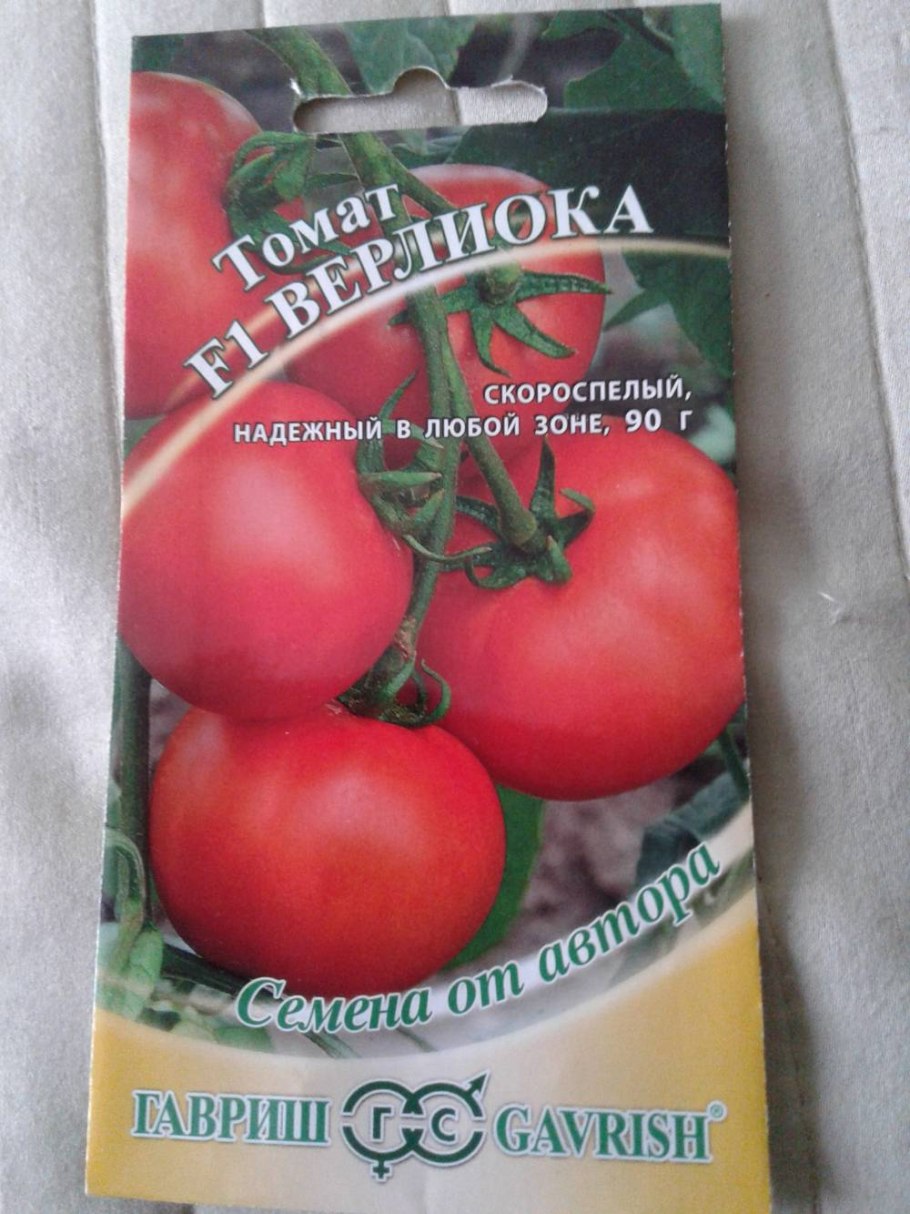 Томат
F1 ВЕРЛИОКА
СКОРОСПЕЛЫЙ,
НАДЕЖНЫЙ В ЛЮБОЙ ЗОНЕ, 90 Г
Семена от автора
ГАВРИШ ГС GAVRISH®